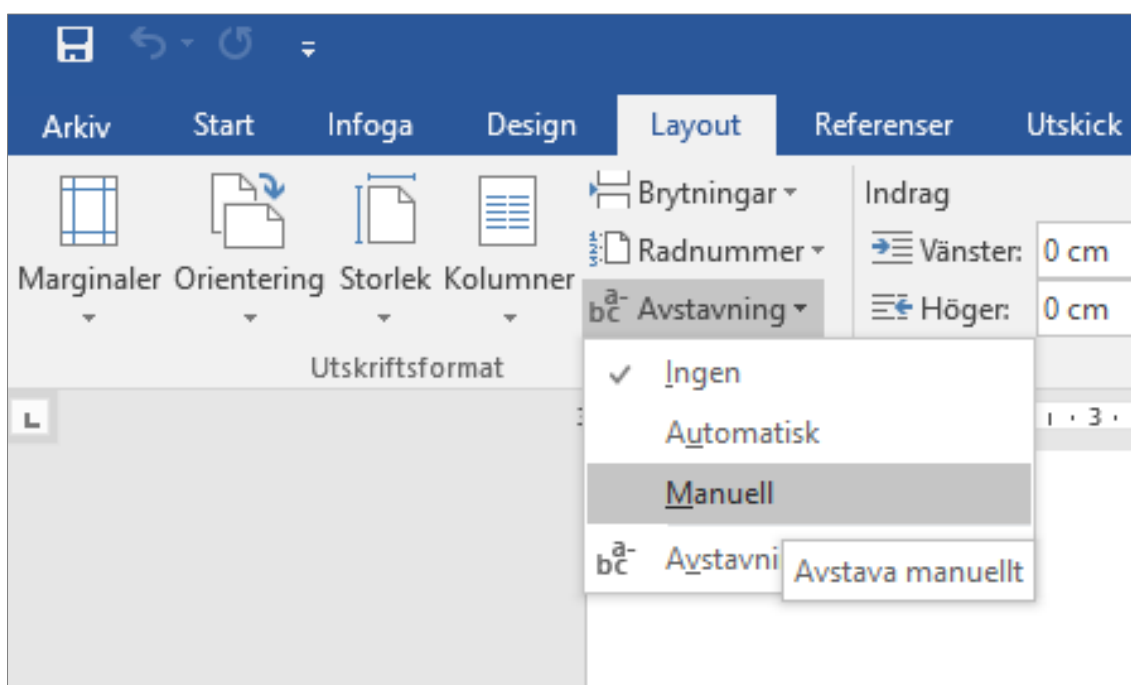 Arkiv Start Infoga Design Layout Referenser Utskick
Brytningar Indrag
Radnummer Vänster: 0 cm
Marginaler Orientering Storlek Kolumner
Avstavning Höger: 0 cm
Utskriftsformat
Ingen
L 3
Automatisk
Manuell
Avstavni
Avstava manuellt